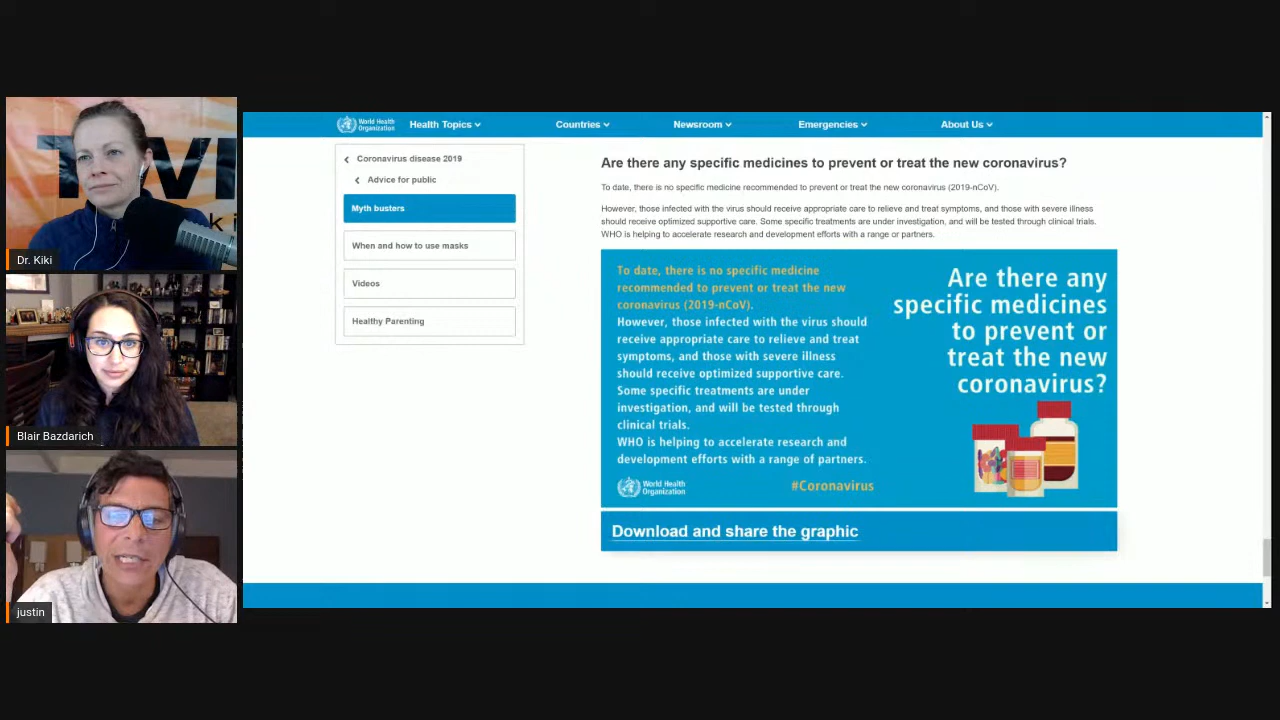 World Health
Organization
Health Topics
Countries
Newsroom
Emergencies
About Us
Coronavirus disease 2019
Advice for public
Myth busters
When and how to use masks
Videos
Healthy Parenting
Are there any specific medicines to prevent or treat the new coronavirus?
To date, there is no specific medicine recommended to prevent or treat the new coronavirus (2019-nCoV).
However, those infected with the virus should receive appropriate care to relieve and treat symptoms, and those with severe illness
should receive optimized supportive care. Some specific treatments are under investigation, and will be tested through clinical trials.
WHO is helping to accelerate research and development efforts with a range or partners.
To date, there is no specific medicine
recommended to prevent or treat the new
coronavirus (2019-nCoV).
However, those infected with the virus should
receive appropriate care to relieve and treat
symptoms, and those with severe illness
should receive optimized supportive care.
Some specific treatments are under
investigation, and will be tested through
clinical trials.
WHO is helping to accelerate research and
development efforts with a range of partners.
World Health
Organization
#Coronavirus
Are there any
specific medicines
to prevent or
treat the new
coronavirus?
Download and share the graphic
Dr. Kiki
Blair Bazdarich
justin